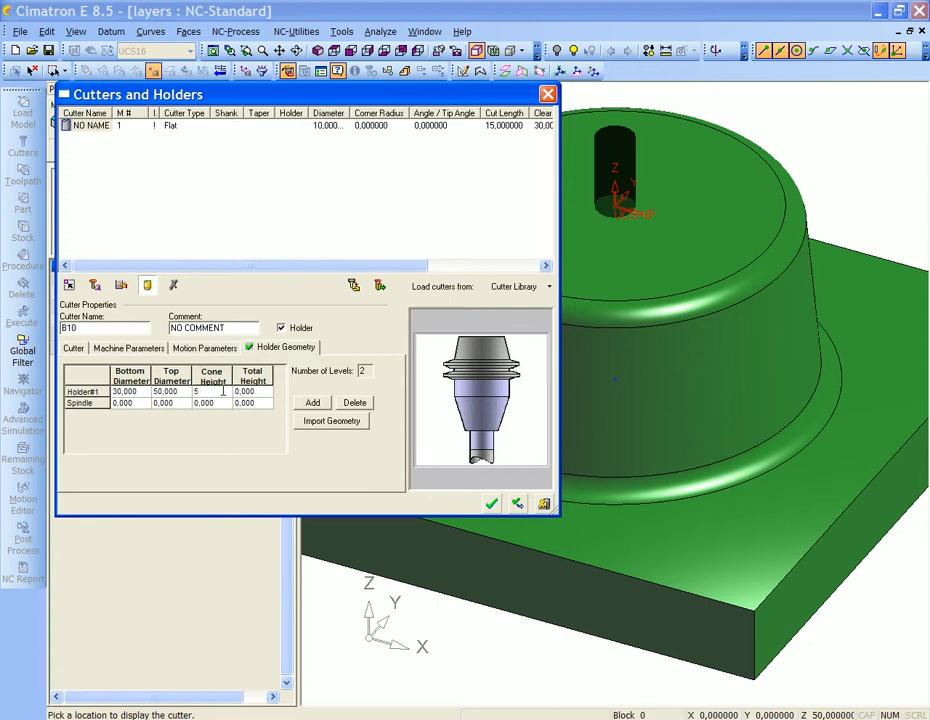 Cimatron E 8.5 - [layers : NC-Standard]
File Edit View Datum Curves Faces NC-Process NC-Utilities Tools Analyze Window Help
UCS16
Cutters and Holders
Cutter Name M # I. Cutter Type Shank Taper Holder Diameter Corner Radius Angle / Tip Angle Cut Length Clear
NO NAME 1 ! Flat 10,000... 0,000000 0,000000 15,000000 30,00
Load Model
Cutters
Toolpath
Part
Stock
Procedure
Delete
Execute
Global Filter
Navigator
Advanced Simulation
Remaining Stock
Motion Editor
Post Process
NC Report
Load cutters from: Cutter Library
Cutter Properties
Cutter Name: Comment:
B10 NO COMMENT Holder
Cutter Machine Parameters Motion Parameters Holder Geometry
Bottom Diameter Top Diameter Cone Height Total Height
Holder#1 30,000 50,000 5 0,000
Spindle 0,000 0,000 0,000 0,000
Number of Levels: 2
Add Delete
Import Geometry
Z
Y
Z
Y
X
Pick a location to display the cutter. Block 0 X 0,000000 Y 0,000000 Z 50,000000 CAP NUM SCRL